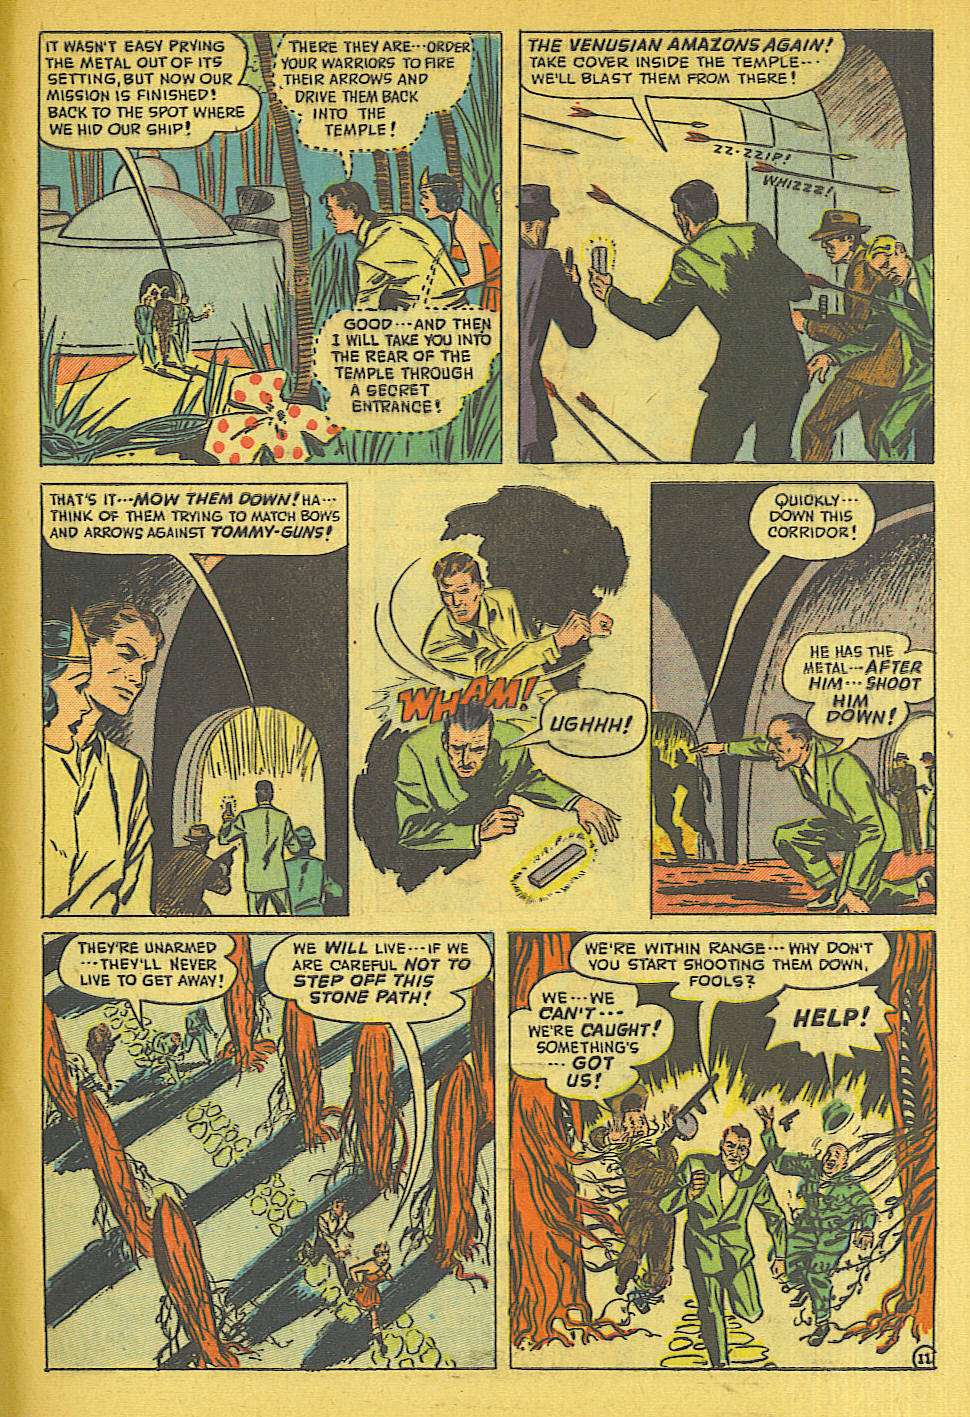 IT WASN'T EASY PRYING
THE METAL OUT OF ITS
SETTING, BUT NOW OUR
MISSION IS FINISHED!
BACK TO THE SPOT WHERE
WE HID OUR SHIP!
THERE THEY ARE---ORDER
YOUR WARRIORS TO FIRE
THEIR ARROWS AND
DRIVE THEM BACK
INTO THE
TEMPLE!
GOOD---AND THEN
I WILL TAKE YOU INTO
THE REAR OF THE
TEMPLE THROUGH
A SECRET
ENTRANCE!
THE VENUSIAN AMAZONS AGAIN!
TAKE COVER INSIDE THE TEMPLE---
WE'LL BLAST THEM FROM THERE!
ZZ-ZZIP!
WHIZZZ!
THAT'S IT---MOW THEM DOWN! HA---
THINK OF THEM TRYING TO MATCH BOWS
AND ARROWS AGAINST TOMMY-GUNS!
WHAM!
UGHHH!
QUICKLY---
DOWN THIS
CORRIDOR!
HE HAS THE
METAL---AFTER
HIM---SHOOT
HIM
DOWN!
THEY'RE UNARMED
---THEY'LL NEVER
LIVE TO GET AWAY!
WE WILL LIVE---IF WE
ARE CAREFUL NOT TO
STEP OFF THIS
STONE PATH!
WE'RE WITHIN RANGE---WHY DON'T
YOU START SHOOTING THEM DOWN,
FOOLS?
WE---WE
CAN'T---
WE'RE CAUGHT!
SOMETHING'S
---GOT
US!
HELP!
11